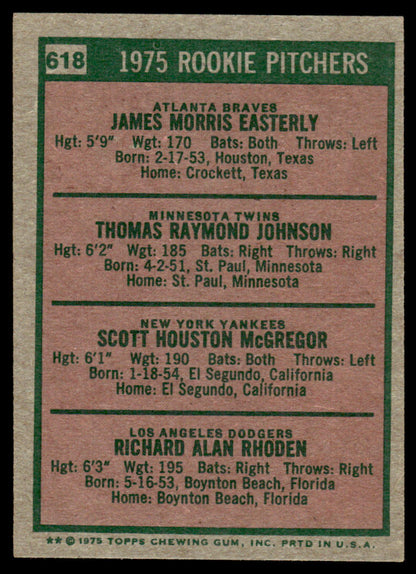 618 1975 ROOKIE PITCHERS
ATLANTA BRAVES
JAMES MORRIS EASTERLY
Hgt: 5'9" Wgt: 170 Bats: Both Throws: Left
Born: 2-17-53, Houston, Texas
Home: Crockett, Texas
MINNESOTA TWINS
THOMAS RAYMOND JOHNSON
Hgt: 6'2" Wgt: 185 Bats: Right Throws: Right
Born: 4-2-51, St. Paul, Minnesota
Home: St. Paul, Minnesota
NEW YORK YANKEES
SCOTT HOUSTON McGREGOR
Hgt: 6'1" Wgt: 190 Bats: Both Throws: Left
Born: 1-18-54, El Segundo, California
Home: El Segundo, California
LOS ANGELES DODGERS
RICHARD ALAN RHODEN
Hgt: 6'3" Wgt: 195 Bats: Right Throws: Right
Born: 5-16-53, Boynton Beach, Florida
Home: Boynton Beach, Florida
** © 1975 TOPPS CHEWING GUM, INC. PRTD IN U.S.A.